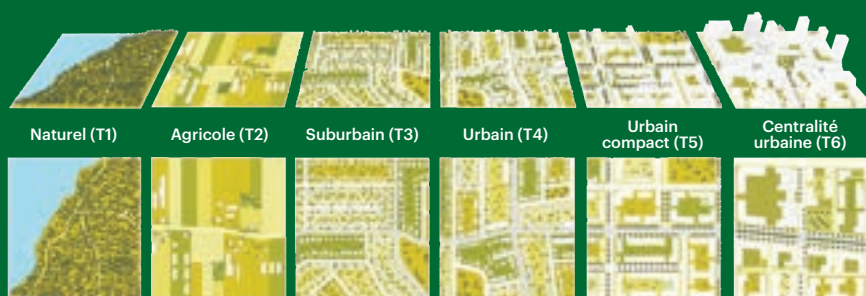 Naturel (T1)
Agricole (T2)
Suburbain (T3)
Urbain (T4)
Urbain
compact (T5)
Centralité
urbaine (T6)